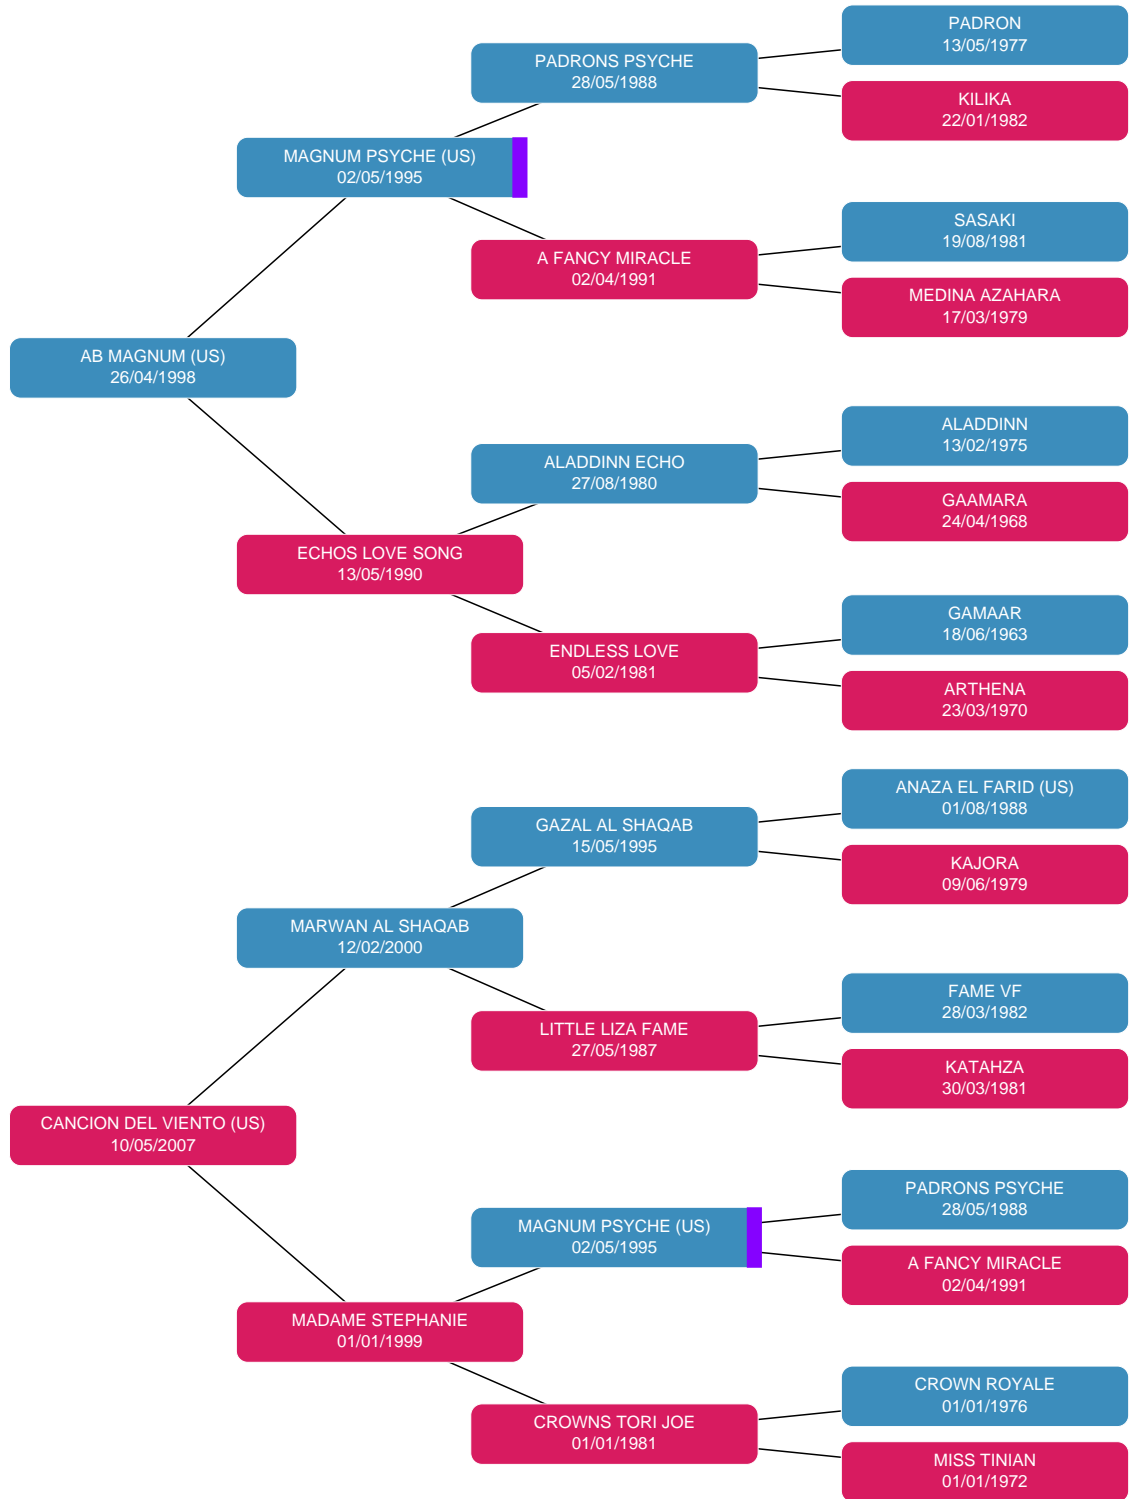 PADRON
13/05/1977
PADRONS PSYCHE
28/05/1988
KILIKA
22/01/1982
MAGNUM PSYCHE (US)
02/05/1995
SASAKI
19/08/1981
A FANCY MIRACLE
02/04/1991
MEDINA AZAHARA
17/03/1979
AB MAGNUM (US)
26/04/1998
ALADDINN
13/02/1975
ALADDINN ECHO
27/08/1980
GAAMARA
24/04/1968
ECHOS LOVE SONG
13/05/1990
GAMAAR
18/06/1963
ENDLESS LOVE
05/02/1981
ARTHENA
23/03/1970
ANAZA EL FARID (US)
01/08/1988
GAZAL AL SHAQAB
15/05/1995
KAJORA
09/06/1979
MARWAN AL SHAQAB
12/02/2000
FAME VF
28/03/1982
LITTLE LIZA FAME
27/05/1987
KATAHZA
30/03/1981
CANCION DEL VIENTO (US)
10/05/2007
PADRONS PSYCHE
28/05/1988
MAGNUM PSYCHE (US)
02/05/1995
A FANCY MIRACLE
02/04/1991
MADAME STEPHANIE
01/01/1999
CROWN ROYALE
01/01/1976
CROWNS TORI JOE
01/01/1981
MISS TINIAN
01/01/1972